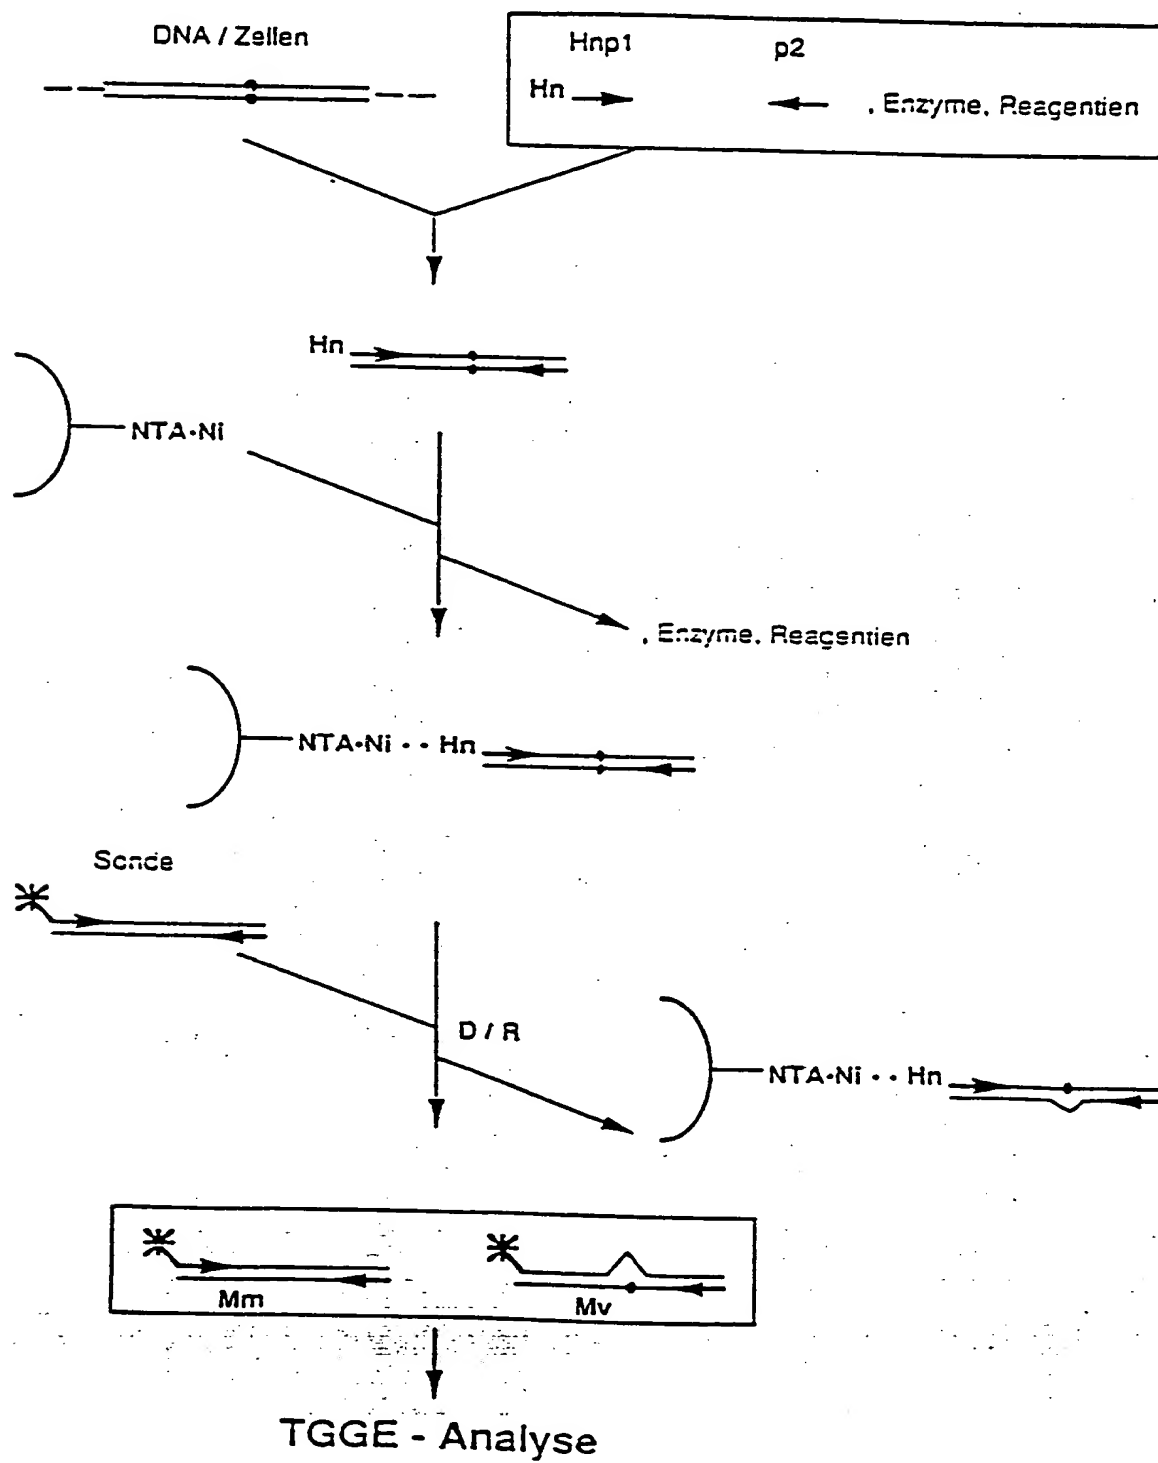 DNA / Zellen
Hnp1 p2
Hn , Enzyme, Reagentien
Hn
NTA·Ni
, Enzyme, Reagentien
NTA·Ni · · Hn
Sonde
D / R
NTA·Ni · · Hn
Mm Mv
TGGE - Analyse